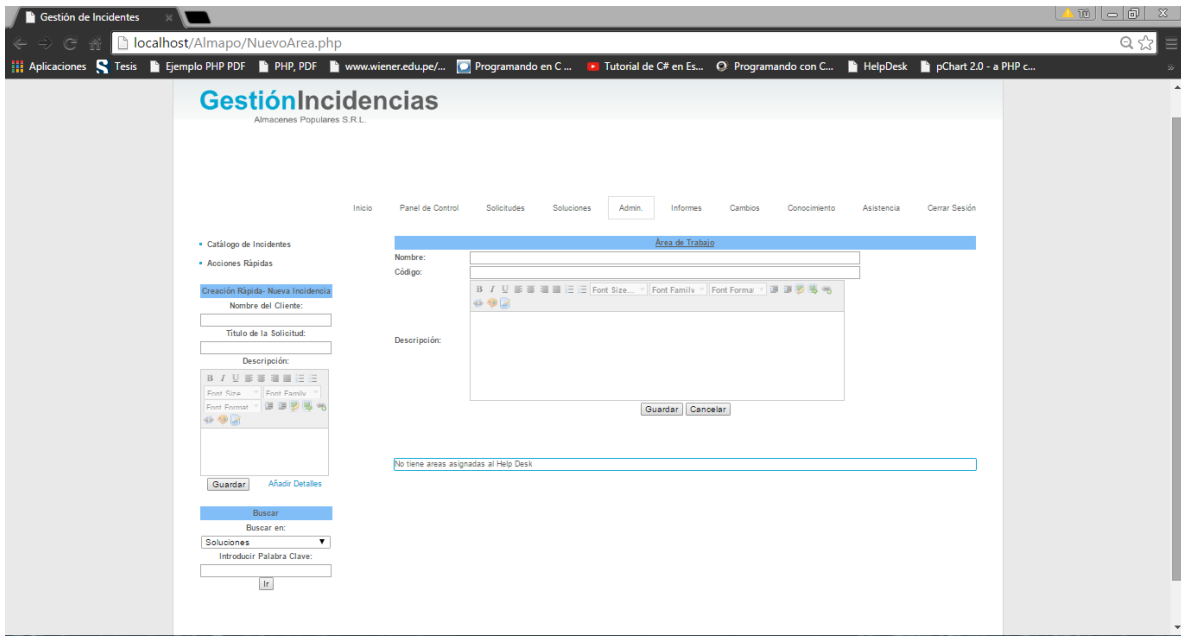 Gestión de Incidentes
Tú
localhost/Almapo/NuevoArea.php
Aplicaciones Tesis Ejemplo PHP PDF PHP, PDF www.wiener.edu.pe/... Programando en C ... Tutorial de C# en Es... Programando con C... HelpDesk pChart 2.0 - a PHP c...
GestiónIncidencias
Almacenes Populares S.R.L.
Inicio Panel de Control Solicitudes Soluciones Admin. Informes Cambios Conocimiento Asistencia Cerrar Sesión
Catálogo de Incidentes
Acciones Rápidas
Creación Rápida- Nueva Incidencia
Nombre del Cliente:
Titulo de la Solicitud:
Descripción:
B I U
Font Size Font Family
Font Format
Guardar Añadir Detalles
Buscar
Buscar en:
Soluciones
Introducir Palabra Clave:
Ir
Área de Trabajo
Nombre:
Código:
B I U Font Size... Font Family Font Format
Descripción:
Guardar Cancelar
No tiene areas asignadas al Help Desk